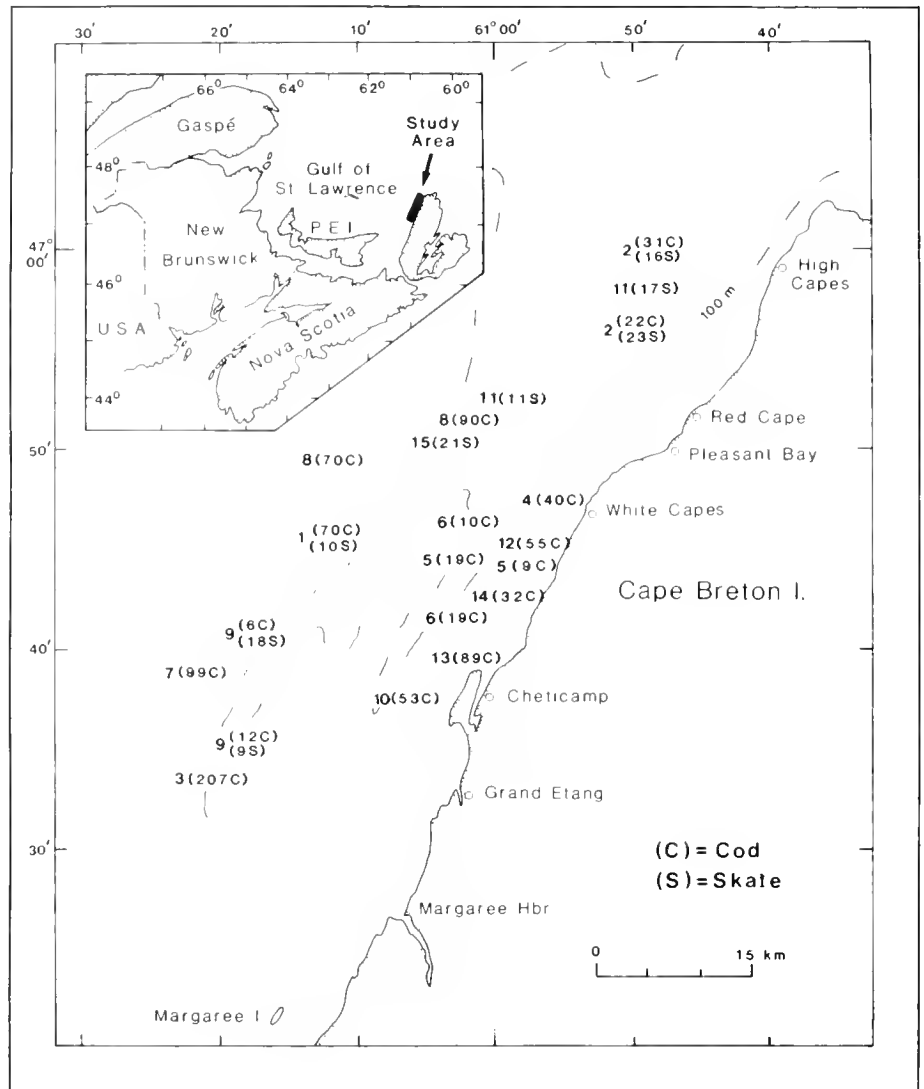 30′ 20′ 10′ 61°00′ 50′ 40′
66° 64° 62° 60°
Gaspé
Study
Area
48°
Gulf of
St Lawrence
PEI
New
Brunswick
46°
USA
Nova Scotia
44°
47°
00′
2 (31C)
(16S)
11(17S)
2 (22C)
(23S)
100 m
High
Capes
11(11S)
8(90C)
15(21S)
50′
8(70C)
Red Cape
Pleasant Bay
4(40C)
White Capes
6(10C)
1 (70C)
(10S)
12(55C)
5(19C)
5(9C)
14(32C)
Cape Breton I.
6(19C)
9 (6C)
(18S)
40′
13(89C)
7(99C)
10(53C)
Cheticamp
9 (12C)
(9S)
3(207C)
Grand Etang
30′
(C)=Cod
(S)=Skate
Margaree Hbr
0 15 km
Margaree I